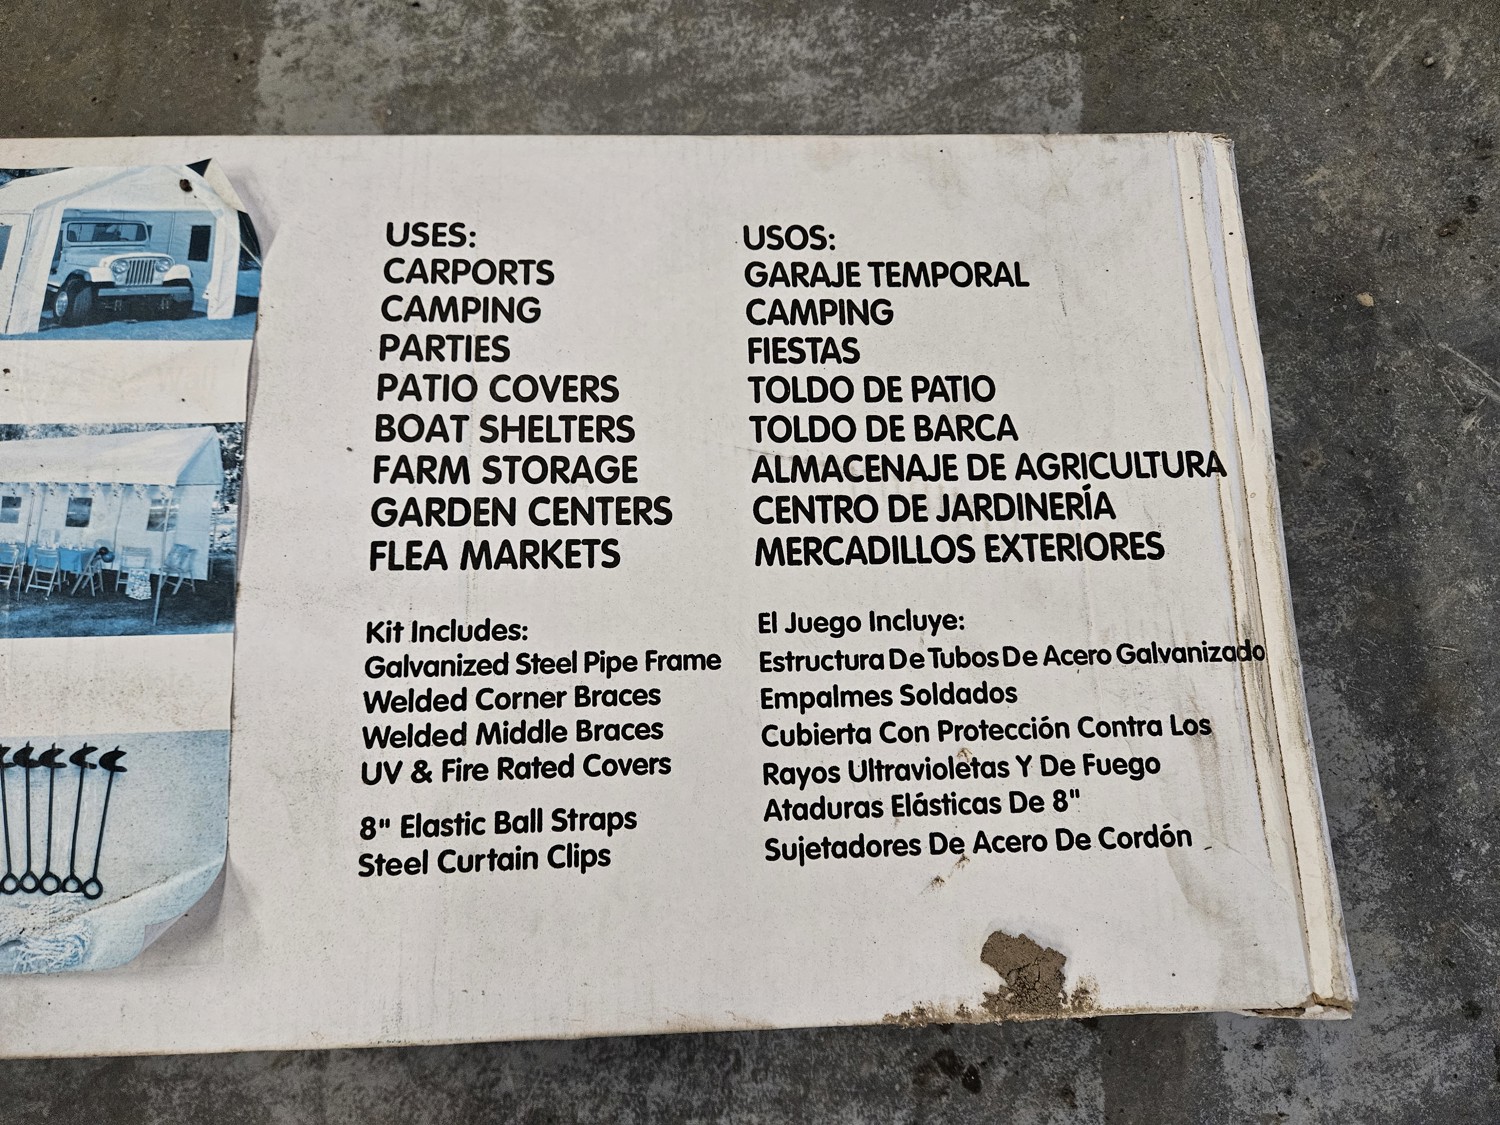 USES:
CARPORTS
CAMPING
PARTIES
PATIO COVERS
BOAT SHELTERS
FARM STORAGE
GARDEN CENTERS
FLEA MARKETS
Kit Includes:
Galvanized Steel Pipe Frame
Welded Corner Braces
Welded Middle Braces
UV & Fire Rated Covers
8" Elastic Ball Straps
Steel Curtain Clips
USOS:
GARAJE TEMPORAL
CAMPING
FIESTAS
TOLDO DE PATIO
TOLDO DE BARCA
ALMACENAJE DE AGRICULTURA
CENTRO DE JARDINERÍA
MERCADILLOS EXTERIORES
El Juego Incluye:
Estructura De Tubos De Acero Galvanizado
Empalmes Soldados
Cubierta Con Protección Contra Los
Rayos Ultravioletas Y De Fuego
Ataduras Elásticas De 8"
Sujetadores De Acero De Cordón